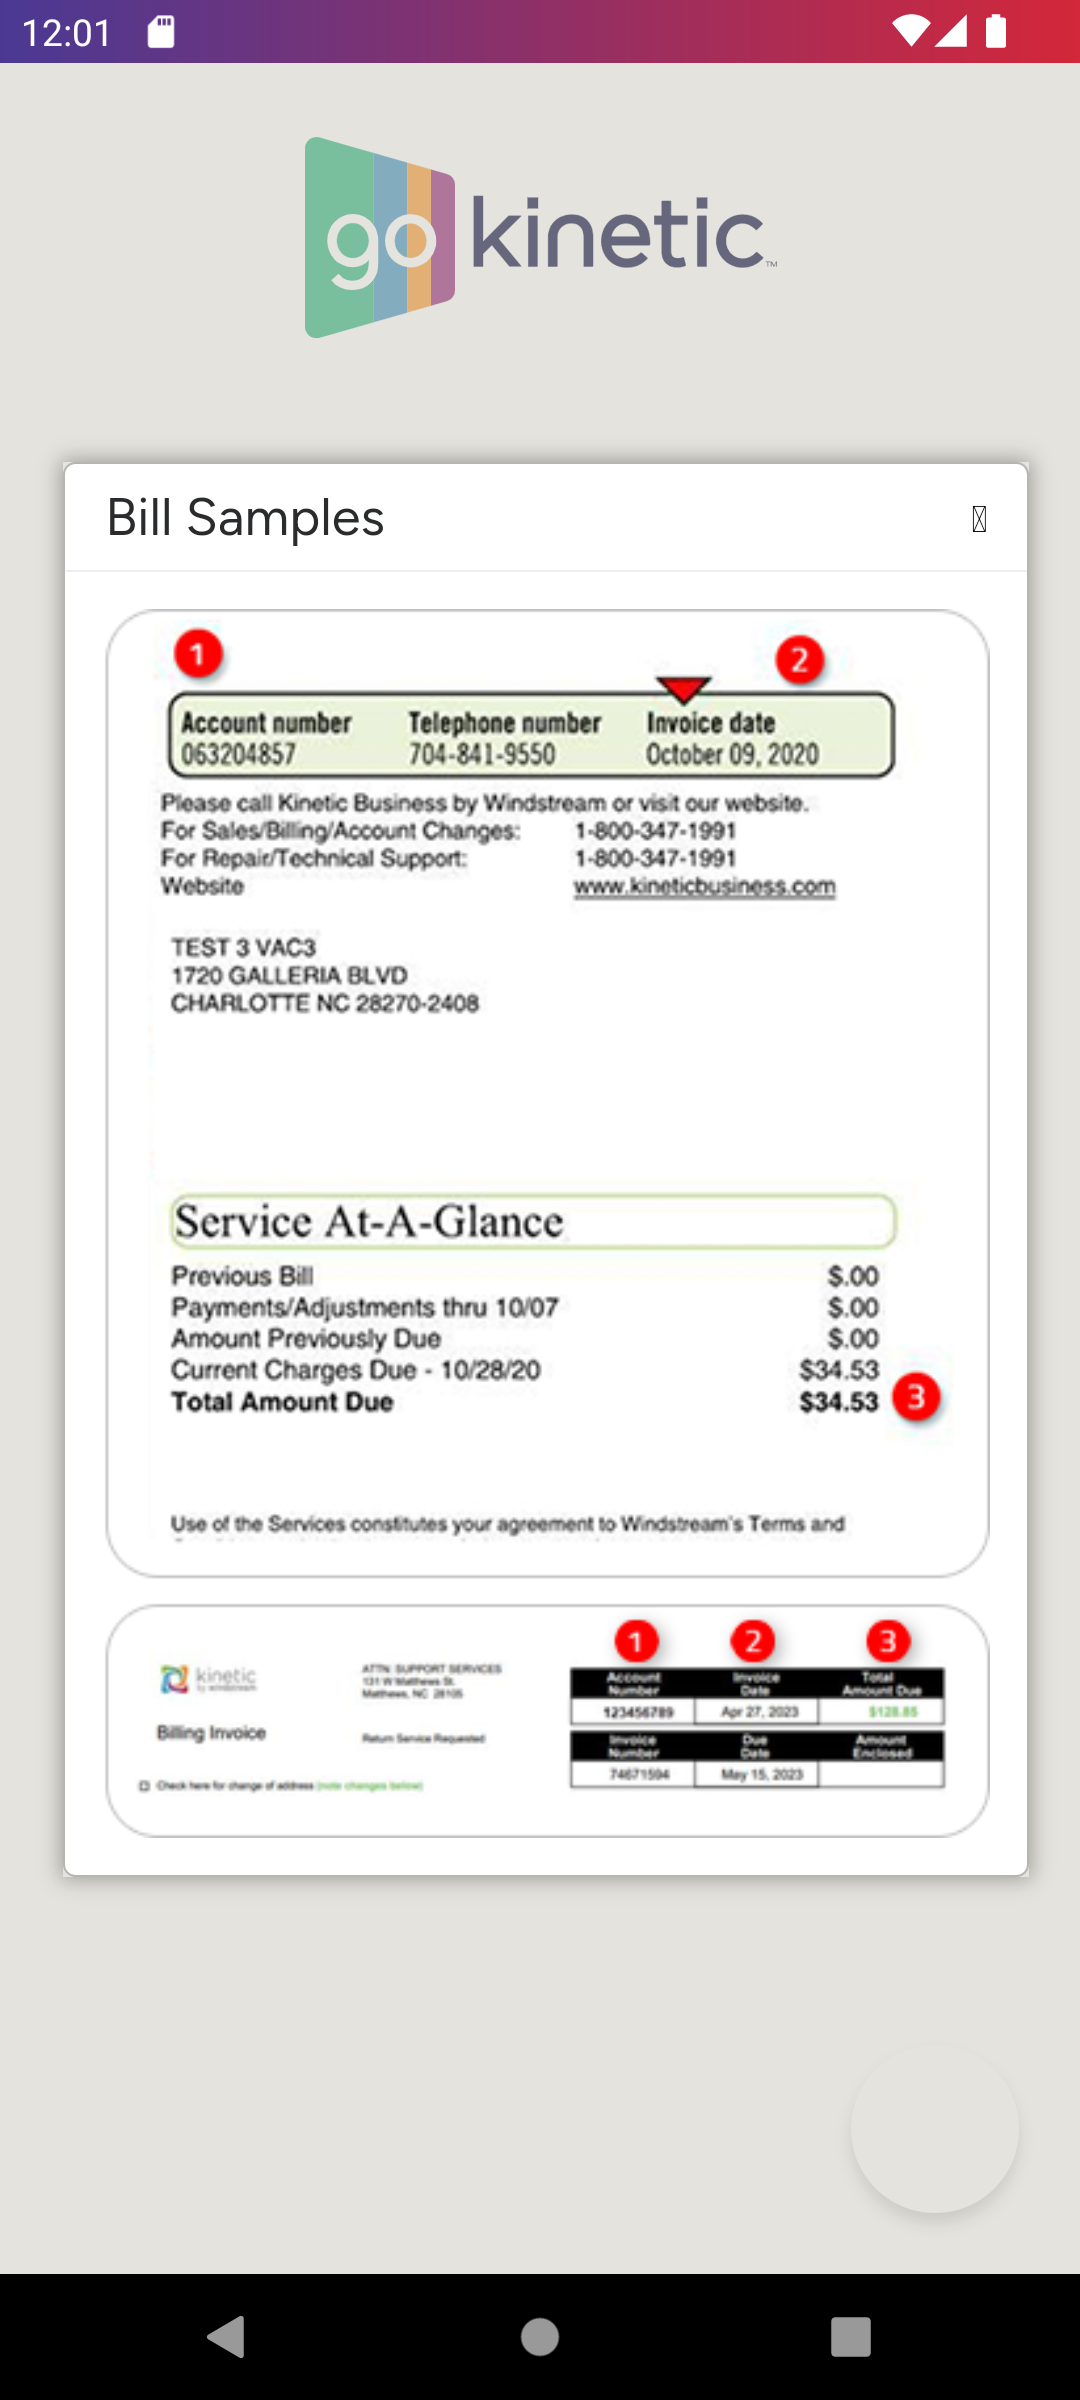 12:01
go kinetic™
Bill Samples
1 2
Account number Telephone number Invoice date
063204857 704-841-9550 October 09, 2020
Please call Kinetic Business by Windstream or visit our website.
For Sales/Billing/Account Changes: 1-800-347-1991
For Repair/Technical Support: 1-800-347-1991
Website www.kineticbusiness.com
TEST 3 VAC3
1720 GALLERIA BLVD
CHARLOTTE NC 28270-2408
Service At-A-Glance
Previous Bill $.00
Payments/Adjustments thru 10/07 $.00
Amount Previously Due $.00
Current Charges Due - 10/28/20 $34.53
Total Amount Due $34.53 3
Use of the Services constitutes your agreement to Windstream's Terms and
1 2 3
kinetic
by windstream
ATTN: SUPPORT SERVICES
131 W Matthews St.
Matthews, NC 28105
Account Number Invoice Date Total Amount Due
123456789 Apr 27, 2023 $128.85
Billing Invoice
Return Service Requested
Invoice Number Due Date Amount Enclosed
74671594 May 15, 2023
Check here for change of address (note changes below)